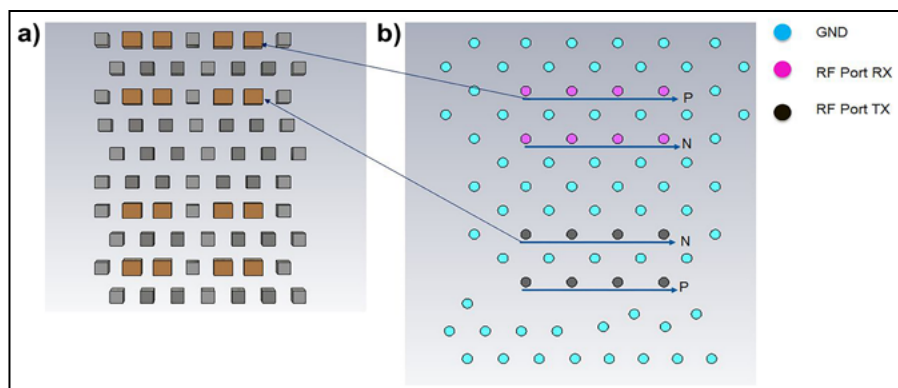 a)
b)
GND
RF Port RX
RF Port TX
P
N
N
P